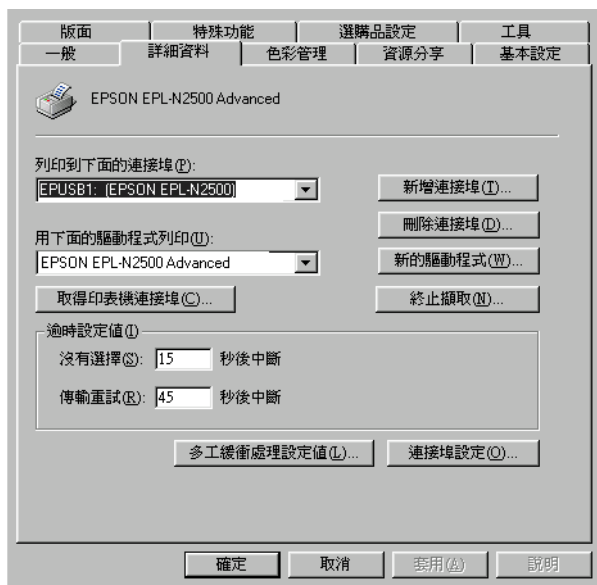 版面 特殊功能 選購品設定 工具
一般 詳細資料 色彩管理 資源分享 基本設定
EPSON EPL-N2500 Advanced
列印到下面的連接埠(P):
EPUSB1: (EPSON EPL-N2500)
新增連接埠(T)...
刪除連接埠(D)...
用下面的驅動程式列印(U):
EPSON EPL-N2500 Advanced
新的驅動程式(W)...
取得印表機連接埠(C)...
終止擷取(N)...
逾時設定值(I)
沒有選擇(S): 15 秒後中斷
傳輸重試(R): 45 秒後中斷
多工緩衝處理設定值(L)...
連接埠設定(O)...
確定 取消 套用(A) 說明